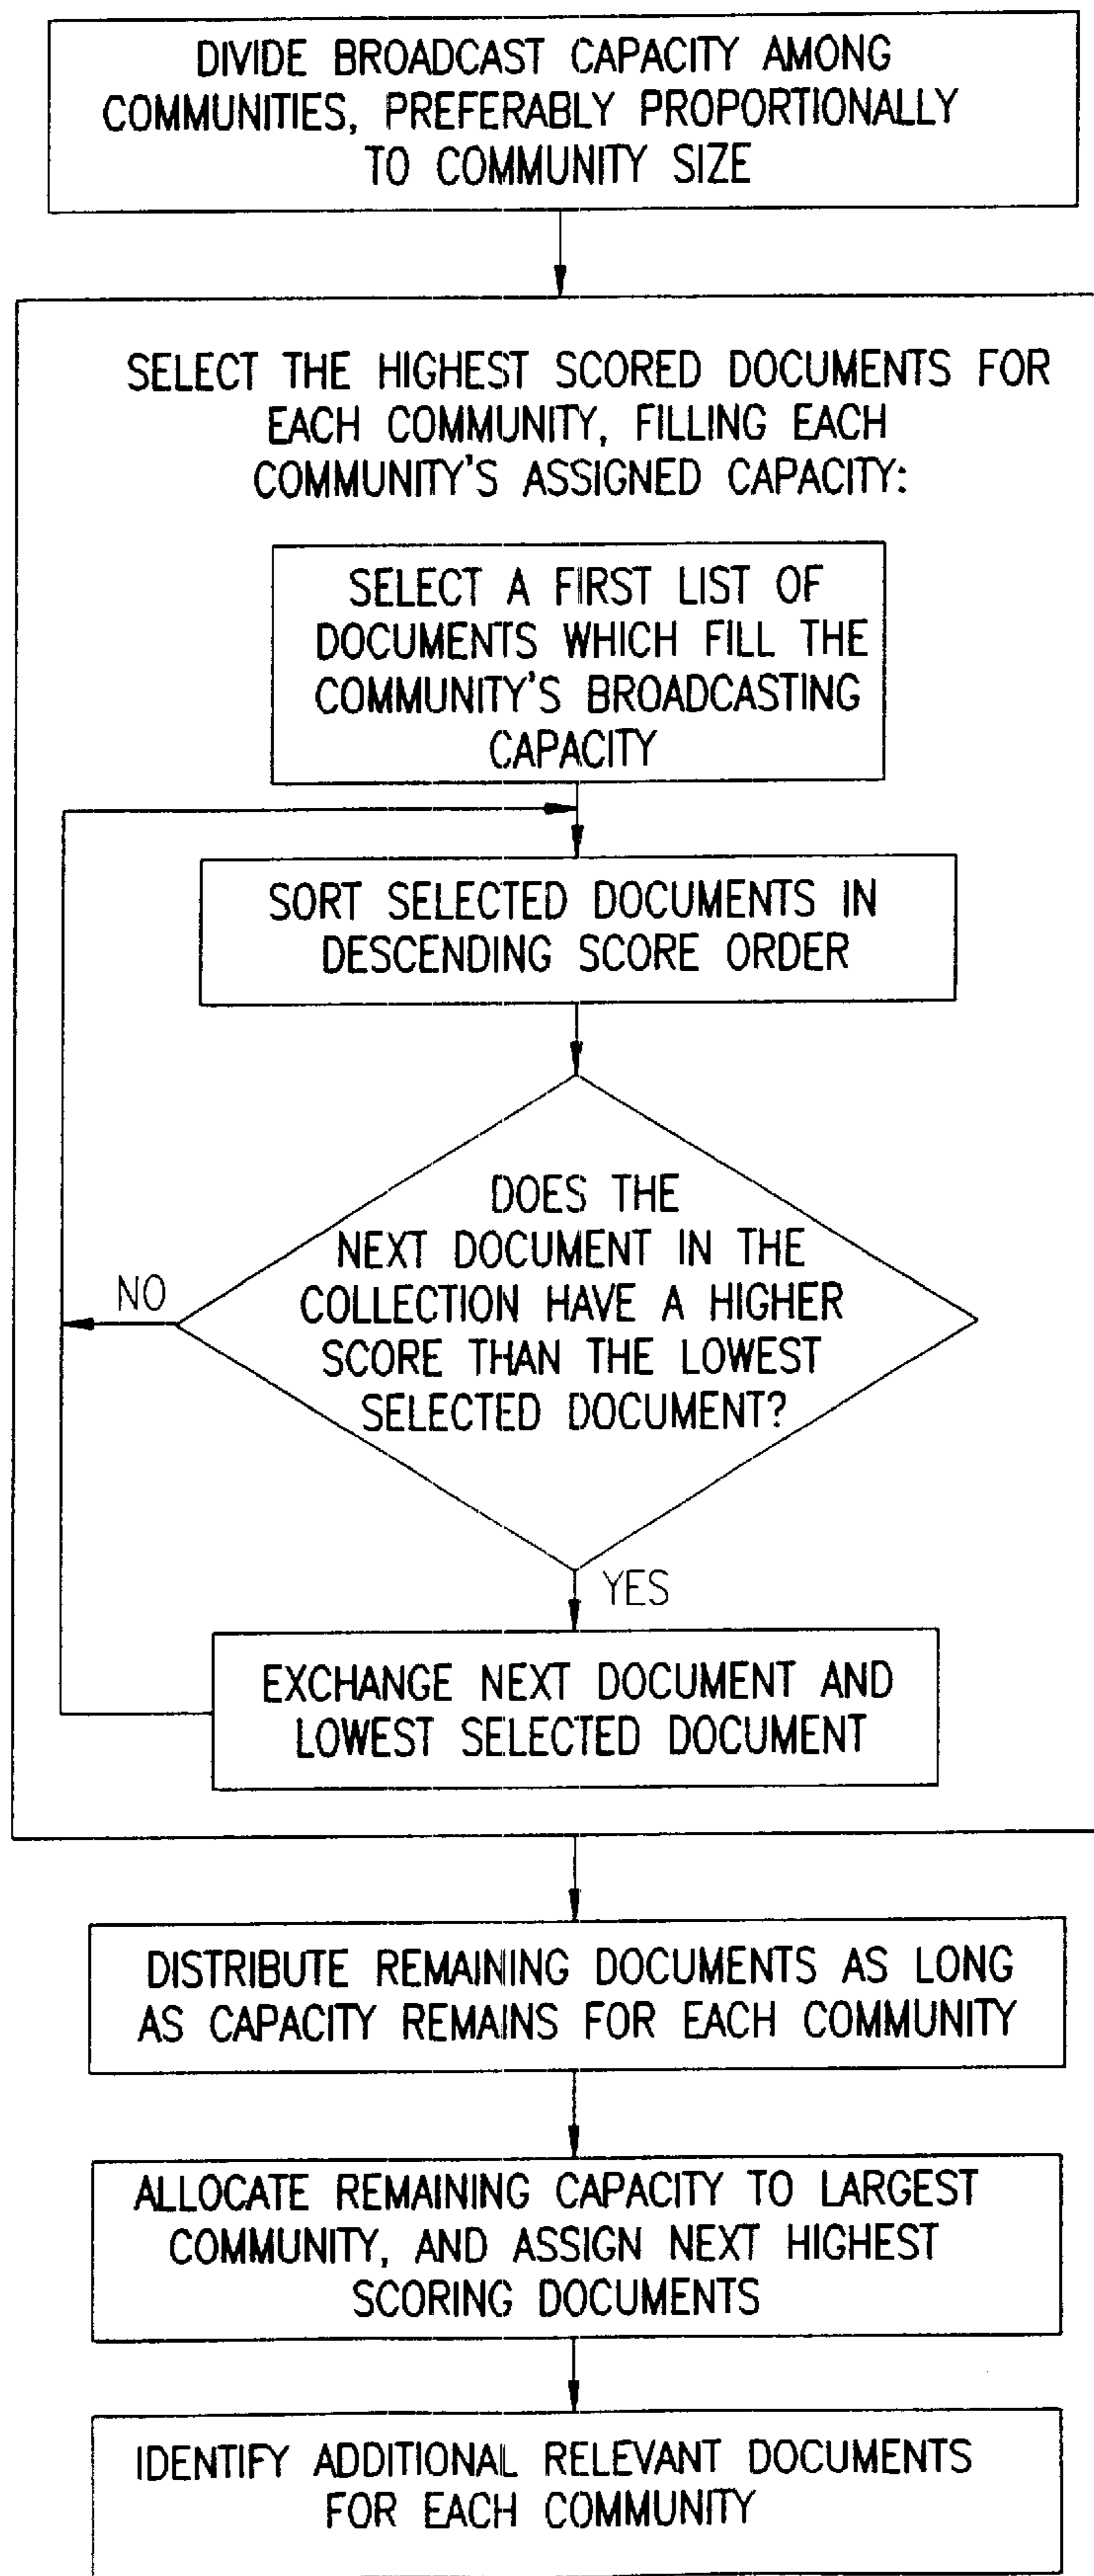 DIVIDE BROADCAST CAPACITY AMONG
COMMUNITIES, PREFERABLY PROPORTIONALLY
TO COMMUNITY SIZE
SELECT THE HIGHEST SCORED DOCUMENTS FOR
EACH COMMUNITY, FILLING EACH
COMMUNITY'S ASSIGNED CAPACITY:
SELECT A FIRST LIST OF
DOCUMENTS WHICH FILL THE
COMMUNITY'S BROADCASTING
CAPACITY
SORT SELECTED DOCUMENTS IN
DESCENDING SCORE ORDER
DOES THE
NEXT DOCUMENT IN THE
COLLECTION HAVE A HIGHER
SCORE THAN THE LOWEST
SELECTED DOCUMENT?
NO
YES
EXCHANGE NEXT DOCUMENT AND
LOWEST SELECTED DOCUMENT
DISTRIBUTE REMAINING DOCUMENTS AS LONG
AS CAPACITY REMAINS FOR EACH COMMUNITY
ALLOCATE REMAINING CAPACITY TO LARGEST
COMMUNITY, AND ASSIGN NEXT HIGHEST
SCORING DOCUMENTS
IDENTIFY ADDITIONAL RELEVANT DOCUMENTS
FOR EACH COMMUNITY